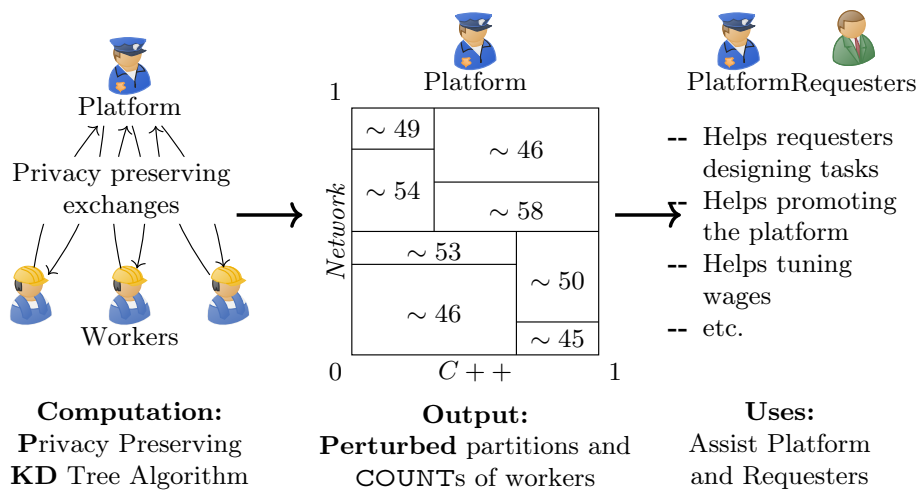 Platform
Privacy preserving
exchanges
Workers
Platform
1
Network
∼ 49
∼ 46
∼ 54
∼ 58
∼ 53
∼ 50
∼ 46
∼ 45
0
C + +
1
Platform
Requesters
-- Helps requesters
designing tasks
-- Helps promoting
the platform
-- Helps tuning
wages
-- etc.
Computation:
Privacy Preserving
KD Tree Algorithm
Output:
Perturbed partitions and
COUNTs of workers
Uses:
Assist Platform
and Requesters